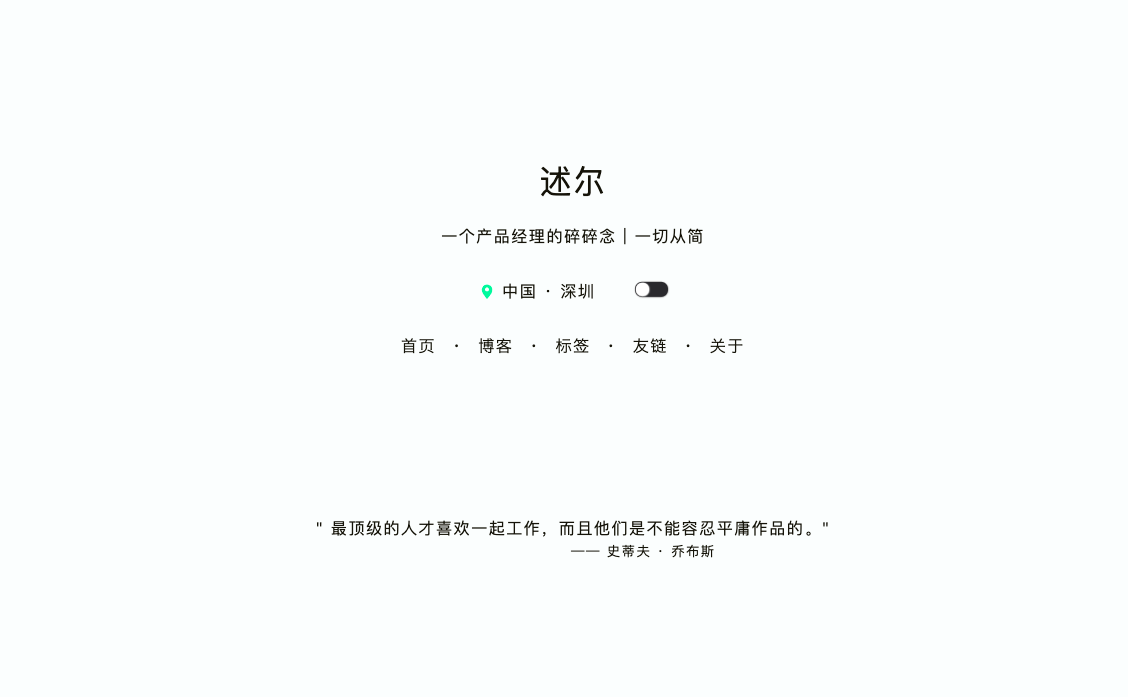 述尔
一个产品经理的碎碎念 | 一切从简
中国 · 深圳
首页 · 博客 · 标签 · 友链 · 关于
" 最顶级的人才喜欢一起工作，而且他们是不能容忍平庸作品的。"
—— 史蒂夫 · 乔布斯